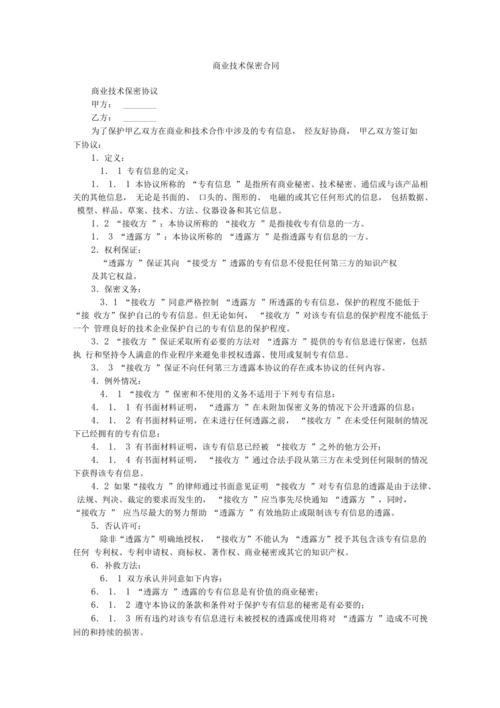 商业技术保密合同
商业技术保密协议
甲方： ________
乙方： ________
为了保护甲乙双方在商业和技术合作中涉及的专有信息， 经友好协商， 甲乙双方签订如
下协议：
1．定义：
1． 1 专有信息的定义：
1． 1． 1 本协议所称的 “专有信息 ”是指所有商业秘密、技术秘密、通信或与该产品相
关的其他信息， 无论是书面的、 口头的、图形的、 电磁的或其它任何形式的信息， 包括数据、
模型、样品、草案、技术、方法、仪器设备和其它信息。
1．2 “接收方 ”：本协议所称的 “接收方 ”是指接收专有信息的一方。
1． 3 “透露方 ”：本协议所称的 “透露方 ”是指透露专有信息的一方。
2．权利保证：
“透露方 ”保证其向 “接受方 ”透露的专有信息不侵犯任何第三方的知识产权
及其它权益。
3．保密义务：
3．1 “接收方 ”同意严格控制 “透露方 ”所透露的专有信息，保护的程度不能低于
“接 收方”保护自己的专有信息。但无论如何， “接收方 ”对该专有信息的保护程度不能低于
一个 管理良好的技术企业保护自己的专有信息的保护程度。
3．2 “接收方 ”保证采取所有必要的方法对 “透露方 ”提供的专有信息进行保密，包括
执 行和坚持令人满意的作业程序来避免非授权透露、使用或复制专有信息。
3． 3 “接收方 ”保证不向任何第三方透露本协议的存在或本协议的任何内容。
4．例外情况：
4． 1 “接收方 ”保密和不使用的义务不适用于下列专有信息：
4． 1． 1 有书面材料证明， “透露方 ”在未附加保密义务的情况下公开透露的信息；
4． 1． 2 有书面材料证明，在未进行任何透露之前， “接收方 ”在未受任何限制的情况
下已经拥有的专有信息；
4． 1． 3 有书面材料证明，该专有信息已经被 “接收方 ”之外的他方公开；
4． 1． 4 有书面材料证明， “接收方 ”通过合法手段从第三方在未受到任何限制的情况
下获得该专有信息。
4．2 如果“接收方 ”的律师通过书面意见证明 “接收方 ”对专有信息的透露是由于法律、
法规、判决、裁定的要求而发生的， “接收方 ”应当事先尽快通知 “透露方 ”，同时，
“接收方 ” 应当尽最大的努力帮助 “透露方 ”有效地防止或限制该专有信息的透露。
5．否认许可：
除非“透露方”明确地授权， “接收方”不能认为 “透露方”授予其包含该专有信息的
任何 专利权、专利申请权、商标权、著作权、商业秘密或其它的知识产权。
6．补救方法：
6． 1 双方承认并同意如下内容：
6． 1． 1 “透露方 ”透露的专有信息是有价值的商业秘密；
6． 1． 2 遵守本协议的条款和条件对于保护专有信息的秘密是有必要的；
6． 1．3 所有违约对该专有信息进行未被授权的透露或使用将对 “透露方 ”造成不可挽
回的和持续的损害。